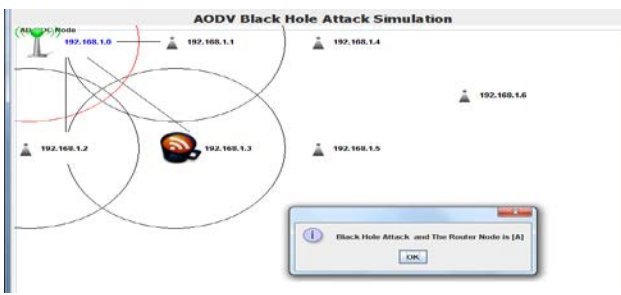 AODV Black Hole Attack Simulation
Node
192.168.1.0
192.168.1.1
192.168.1.4
192.168.1.6
192.168.1.2
192.168.1.3
192.168.1.5
Black Hole Attack and The Router Node is [A]
OK